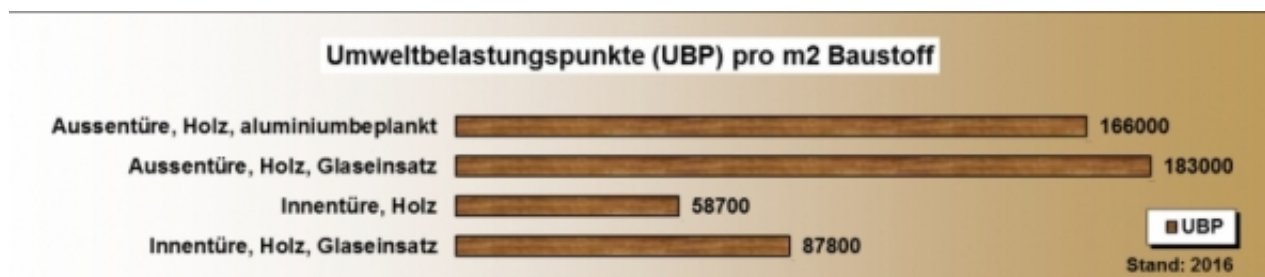 Umweltbelastungspunkte (UBP) pro m2 Baustoff
Aussentüre, Holz, aluminiumbeplankt 166000
Aussentüre, Holz, Glaseinsatz 183000
Innentüre, Holz 58700
Innentüre, Holz, Glaseinsatz 87800
UBP
Stand: 2016